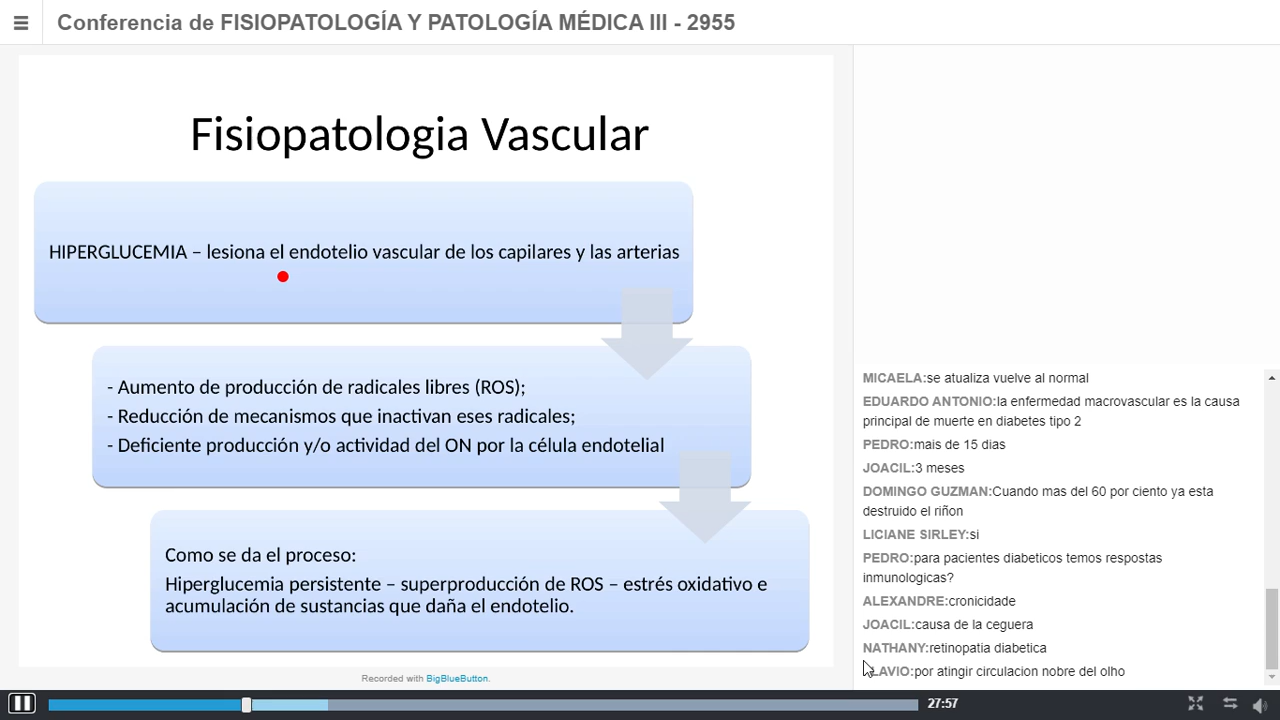 Conferencia de FISIOPATOLOGÍA Y PATOLOGÍA MÉDICA III - 2955
Fisiopatologia Vascular
HIPERGLUCEMIA – lesiona el endotelio vascular de los capilares y las arterias
- Aumento de producción de radicales libres (ROS);
- Reducción de mecanismos que inactivan eses radicales;
- Deficiente producción y/o actividad del ON por la célula endotelial
Como se da el proceso:
Hiperglucemia persistente – superproducción de ROS – estrés oxidativo e
acumulación de sustancias que daña el endotelio.
Recorded with BigBlueButton.
MICAELA:se atualiza vuelve al normal
EDUARDO ANTONIO:la enfermedad macrovascular es la causa
principal de muerte en diabetes tipo 2
PEDRO:mais de 15 dias
JOACIL:3 meses
DOMINGO GUZMAN:Cuando mas del 60 por ciento ya esta
destruido el riñon
LICIANE SIRLEY:si
PEDRO:para pacientes diabeticos temos respostas
inmunologicas?
ALEXANDRE:cronicidade
JOACIL:causa de la ceguera
NATHANY:retinopatia diabetica
:por atingir circulacion nobre del olho
27:57